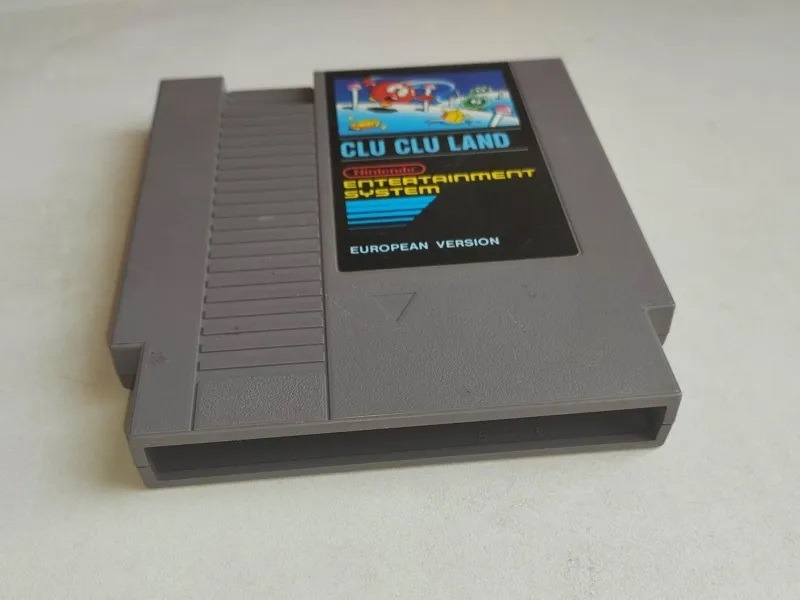 CLU CLU LAND
Nintendo
ENTERTAINMENT
SYSTEM
EUROPEAN VERSION